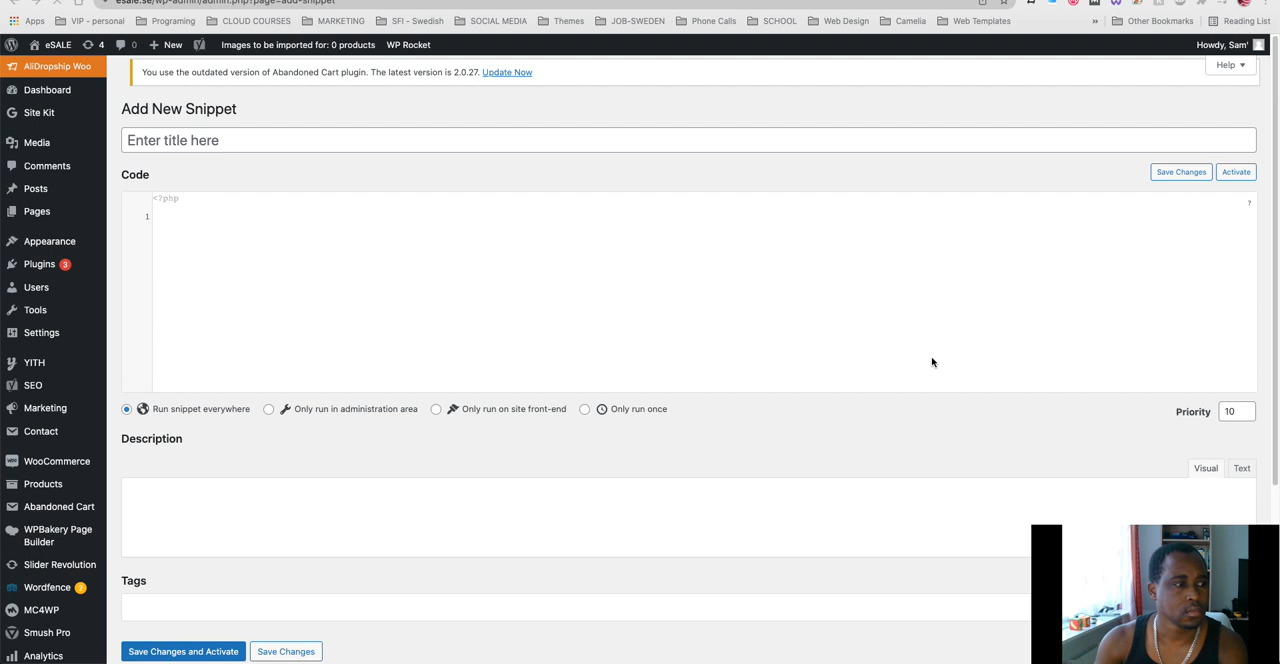 esale.se/wp-admin/admin.php?page=add-snippet
Apps VIP - personal Programing CLOUD COURSES MARKETING SFI - Swedish SOCIAL MEDIA Themes JOB-SWEDEN Phone Calls SCHOOL Web Design Camelia Web Templates » Other Bookmarks Reading List
eSALE 4 0 + New Images to be imported for: 0 products WP Rocket Howdy, Sam'
AliDropship Woo
Dashboard
Site Kit
Media
Comments
Posts
Pages
Appearance
Plugins 3
Users
Tools
Settings
YITH
SEO
Marketing
Contact
WooCommerce
Products
Abandoned Cart
WPBakery Page
Builder
Slider Revolution
Wordfence 2
MC4WP
Smush Pro
Analytics
Help ▼
You use the outdated version of Abandoned Cart plugin. The latest version is 2.0.27. Update Now
Add New Snippet
Enter title here
Code
Save Changes Activate
<?php
?
1
Run snippet everywhere Only run in administration area Only run on site front-end Only run once
Priority 10
Description
Visual Text
Tags
Save Changes and Activate Save Changes